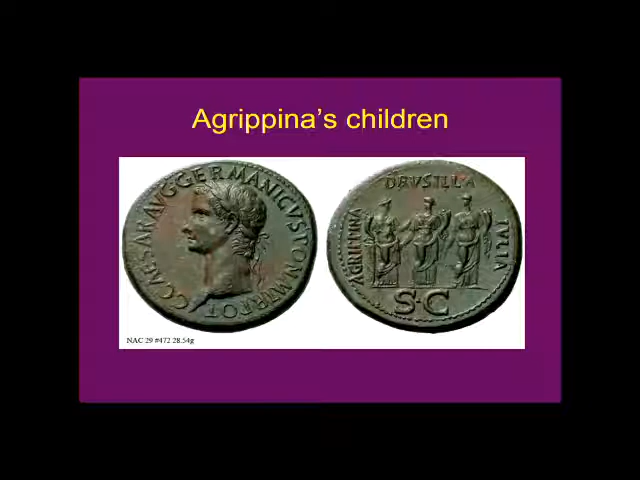 Agrippina’s children
C CAESAR AVG GERMANICVS PON M TR POT
AGRIPPINA DRVSILLA IVLIA
S·C
NAC 29 #472 28.54g